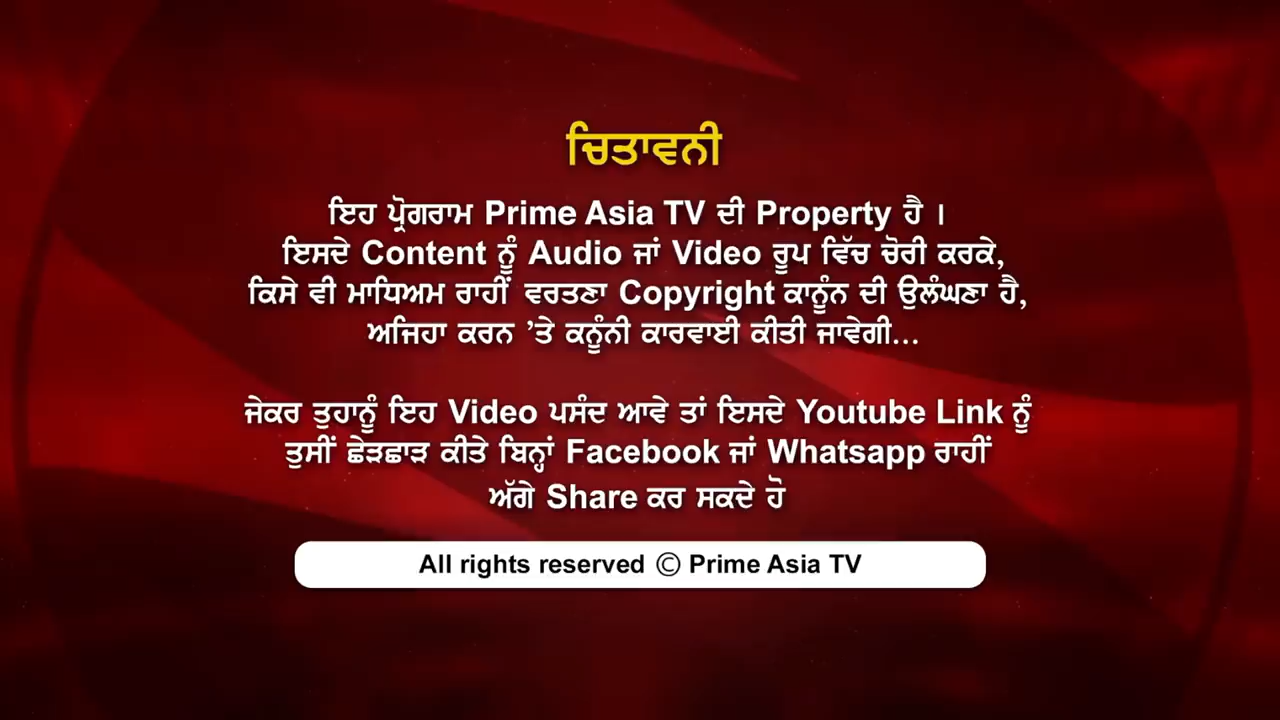 ਚਿਤਾਵਨੀ
ਇਹ ਪ੍ਰੋਗਰਾਮ Prime Asia TV ਦੀ Property ਹੈ ।
ਇਸਦੇ Content ਨੂੰ Audio ਜਾਂ Video ਰੂਪ ਵਿੱਚ ਚੋਰੀ ਕਰਕੇ,
ਕਿਸੇ ਵੀ ਮਾਧਿਅਮ ਰਾਹੀਂ ਵਰਤਣਾ Copyright ਕਾਨੂੰਨ ਦੀ ਉਲੰਘਣਾ ਹੈ,
ਅਜਿਹਾ ਕਰਨ ’ਤੇ ਕਨੂੰਨੀ ਕਾਰਵਾਈ ਕੀਤੀ ਜਾਵੇਗੀ...
ਜੇਕਰ ਤੁਹਾਨੂੰ ਇਹ Video ਪਸੰਦ ਆਵੇ ਤਾਂ ਇਸਦੇ Youtube Link ਨੂੰ
ਤੁਸੀਂ ਛੇੜਛਾੜ ਕੀਤੇ ਬਿਨ੍ਹਾਂ Facebook ਜਾਂ Whatsapp ਰਾਹੀਂ
ਅੱਗੇ Share ਕਰ ਸਕਦੇ ਹੋ
All rights reserved © Prime Asia TV